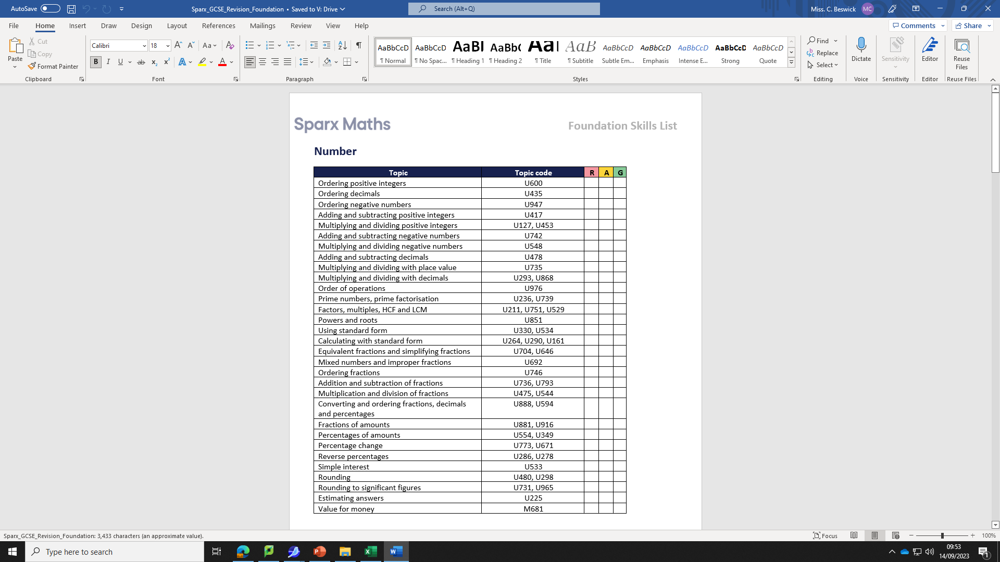 AutoSave
Sparx_GCSE_Revision_Foundation • Saved to V: Drive
Search (Alt+Q)
Miss. C. Beswick MC
File Home Insert Draw Design Layout References Mailings Review View Help
Comments Share
Paste
Cut
Copy
Format Painter
Clipboard
Calibri 18
Font
Paragraph
AaBbCcD AaBbCcD AaBl AaBbC AaI AaB AaBbCcD AaBbCcD AaBbCcD AaBbCcD AaBbCcD
¶ Normal ¶ No Spac... ¶ Heading 1 ¶ Heading 2 ¶ Title ¶ Subtitle Subtle Em... Emphasis Intense E... Strong Quote
Styles
Find
Replace
Select
Editing
Dictate
Voice
Sensitivity
Sensitivity
Editor
Editor
Reuse
Files
Reuse Files
Sparx Maths
Foundation Skills List
Number
Topic Topic code R A G
Ordering positive integers U600
Ordering decimals U435
Ordering negative numbers U947
Adding and subtracting positive integers U417
Multiplying and dividing positive integers U127, U453
Adding and subtracting negative numbers U742
Multiplying and dividing negative numbers U548
Adding and subtracting decimals U478
Multiplying and dividing with place value U735
Multiplying and dividing with decimals U293, U868
Order of operations U976
Prime numbers, prime factorisation U236, U739
Factors, multiples, HCF and LCM U211, U751, U529
Powers and roots U851
Using standard form U330, U534
Calculating with standard form U264, U290, U161
Equivalent fractions and simplifying fractions U704, U646
Mixed numbers and improper fractions U692
Ordering fractions U746
Addition and subtraction of fractions U736, U793
Multiplication and division of fractions U475, U544
Converting and ordering fractions, decimals U888, U594
and percentages
Fractions of amounts U881, U916
Percentages of amounts U554, U349
Percentage change U773, U671
Reverse percentages U286, U278
Simple interest U533
Rounding U480, U298
Rounding to significant figures U731, U965
Estimating answers U225
Value for money M681
Sparx_GCSE_Revision_Foundation: 3,433 characters (an approximate value).
Focus
100%
Type here to search
09:53
14/09/2023
1